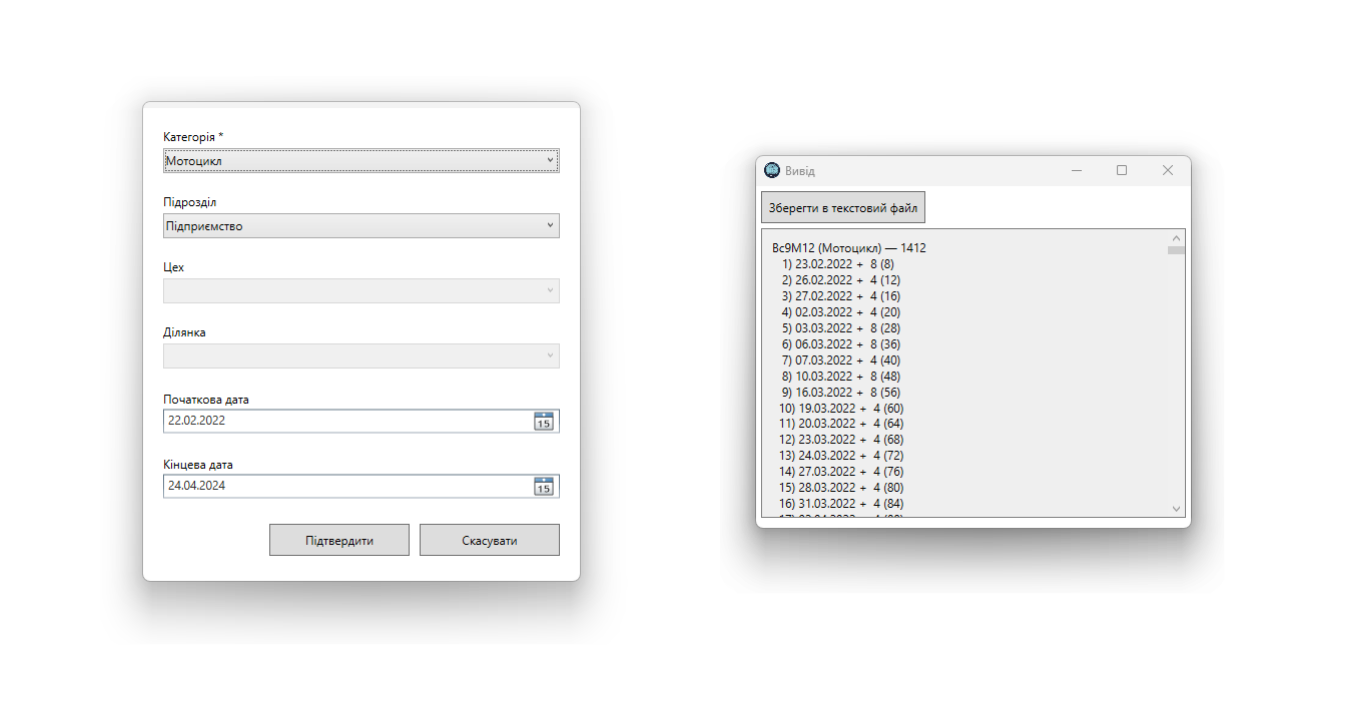 Категорія *
Мотоцикл
Підрозділ
Підприємство
Цех
Ділянка
Початкова дата
22.02.2022
15
Кінцева дата
24.04.2024
15
Підтвердити
Скасувати
Вивід
Зберегти в текстовий файл
Вс9М12 (Мотоцикл) — 1412
1) 23.02.2022 + 8 (8)
2) 26.02.2022 + 4 (12)
3) 27.02.2022 + 4 (16)
4) 02.03.2022 + 4 (20)
5) 03.03.2022 + 8 (28)
6) 06.03.2022 + 8 (36)
7) 07.03.2022 + 4 (40)
8) 10.03.2022 + 8 (48)
9) 16.03.2022 + 8 (56)
10) 19.03.2022 + 4 (60)
11) 20.03.2022 + 4 (64)
12) 23.03.2022 + 4 (68)
13) 24.03.2022 + 4 (72)
14) 27.03.2022 + 4 (76)
15) 28.03.2022 + 4 (80)
16) 31.03.2022 + 4 (84)